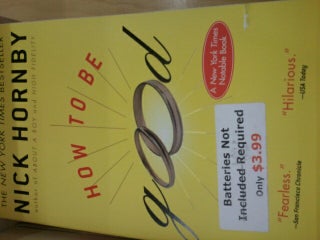 THE NEW YORK TIMES BESTSELLER
NICK HORNBY
author of ABOUT A BOY and HIGH FIDELITY
HOW TO BE
good
A New York Times
Notable Book
"Hilarious."
—USA Today
Batteries Not
Included-Required
Only $3.99
"Fearless."
—San Francisco Chronicle